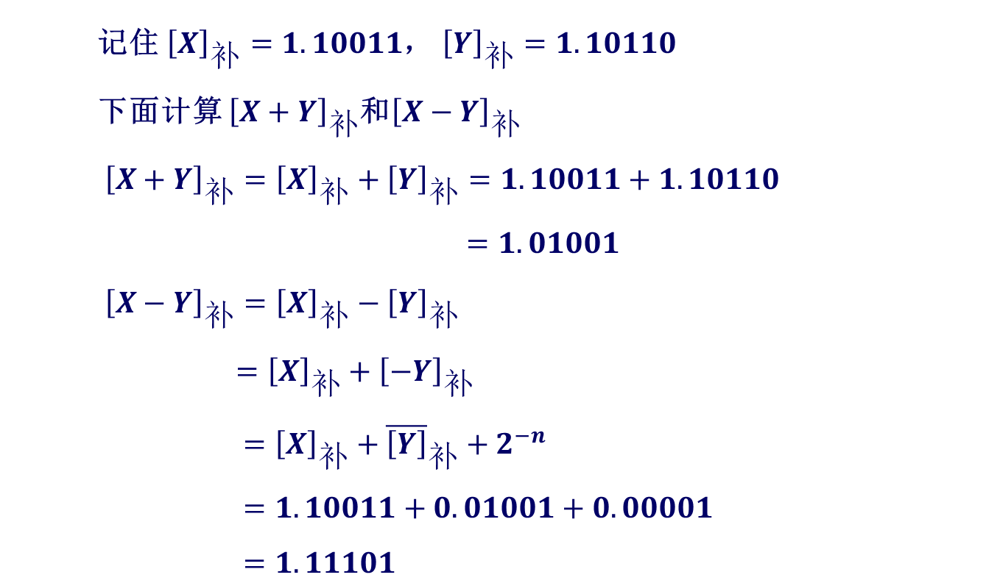 记住 [X]补 = 1.10011， [Y]补 = 1.10110
下面计算 [X + Y]补和[X − Y]补
[X + Y]补 = [X]补 + [Y]补 = 1.10011 + 1.10110
= 1.01001
[X − Y]补 = [X]补 − [Y]补
= [X]补 + [−Y]补
= [X]补 + \overline{[Y]}补 + 2^{−n}
= 1.10011 + 0.01001 + 0.00001
= 1.11101